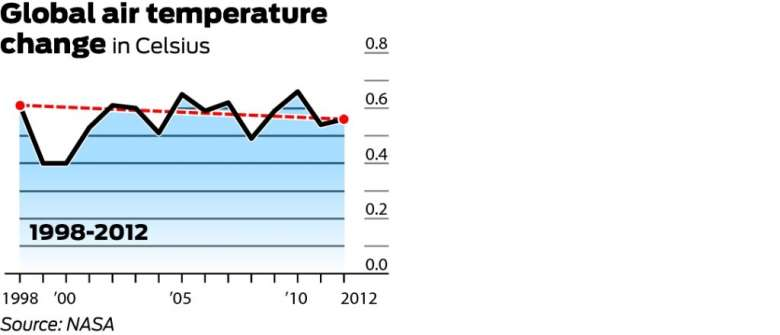 Global air temperature
change in Celsius
0.8
0.6
0.4
0.2
0.0
1998-2012
1998 ’00 ’05 ’10 2012
Source: NASA